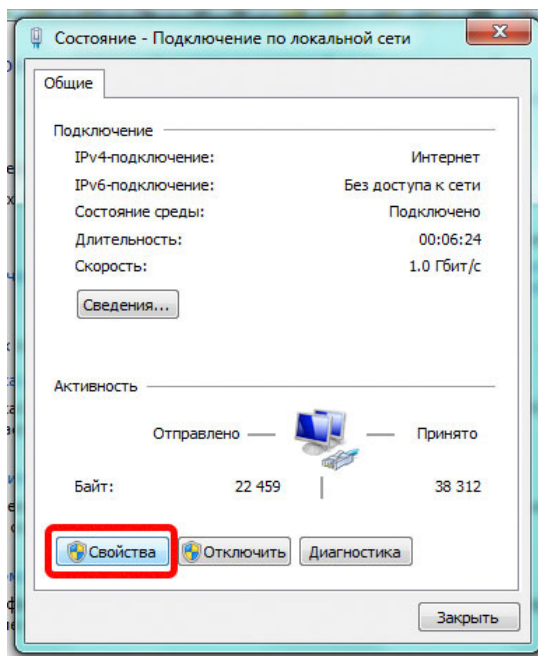 Состояние - Подключение по локальной сети
Общие
Подключение
IPv4-подключение: Интернет
IPv6-подключение: Без доступа к сети
Состояние среды: Подключено
Длительность: 00:06:24
Скорость: 1.0 Гбит/с
Сведения...
Активность
Отправлено Принято
Байт: 22 459 38 312
Свойства Отключить Диагностика
Закрыть